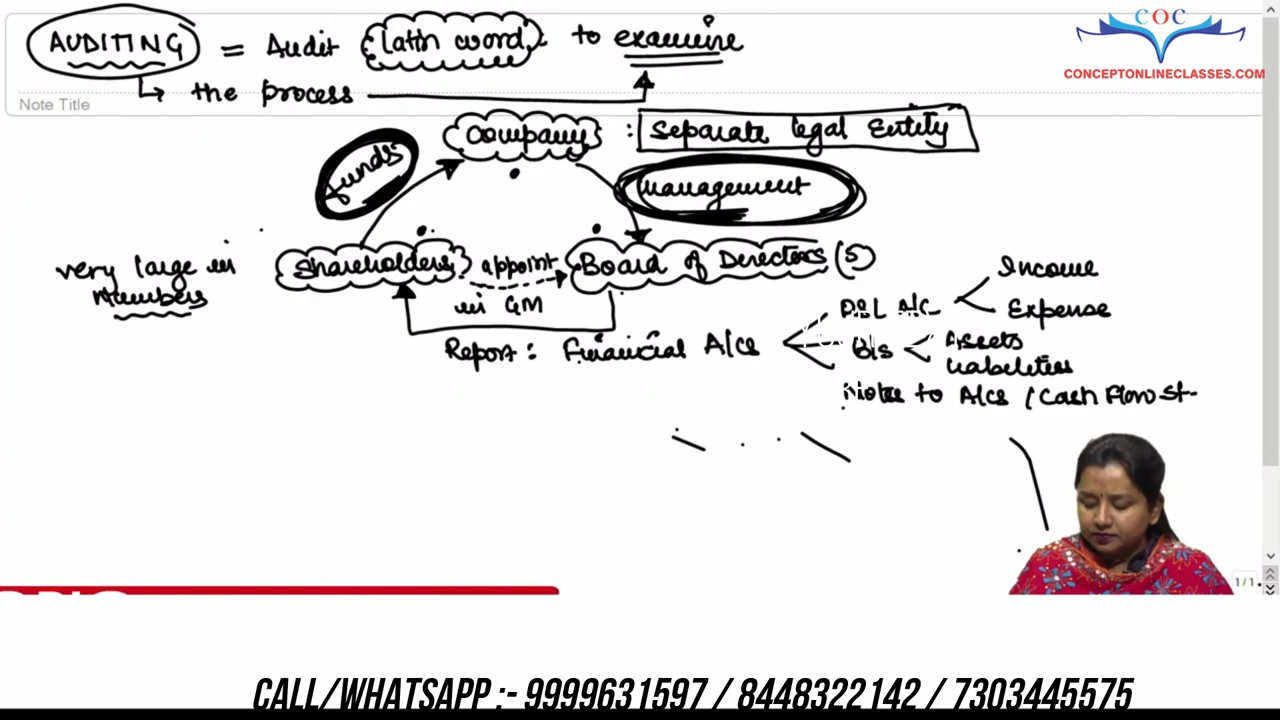 AUDITING = Audit latin word to examine
COC
CONCEPTONLINECLASSES.COM
the process
Note Title
Company : Separate legal Entity
funds
management
very large in numbers
Shareholders appoint in GM Board of Directors (5)
Income
P&L A/C
Expense
Report : Financial A/cs
B/S
Assets
Liabilities
Notes to A/cs / Cash Flow St-
1/1
CALL/WHATSAPP :- 9999631597 / 8448322142 / 7303445575